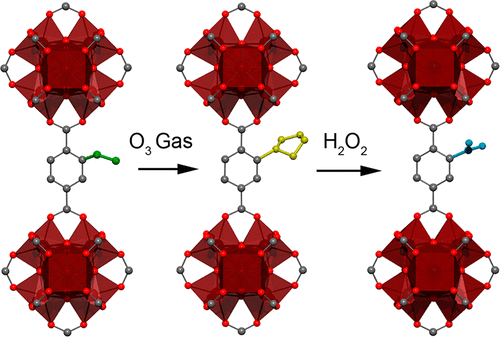 O₃ Gas
H₂O₂